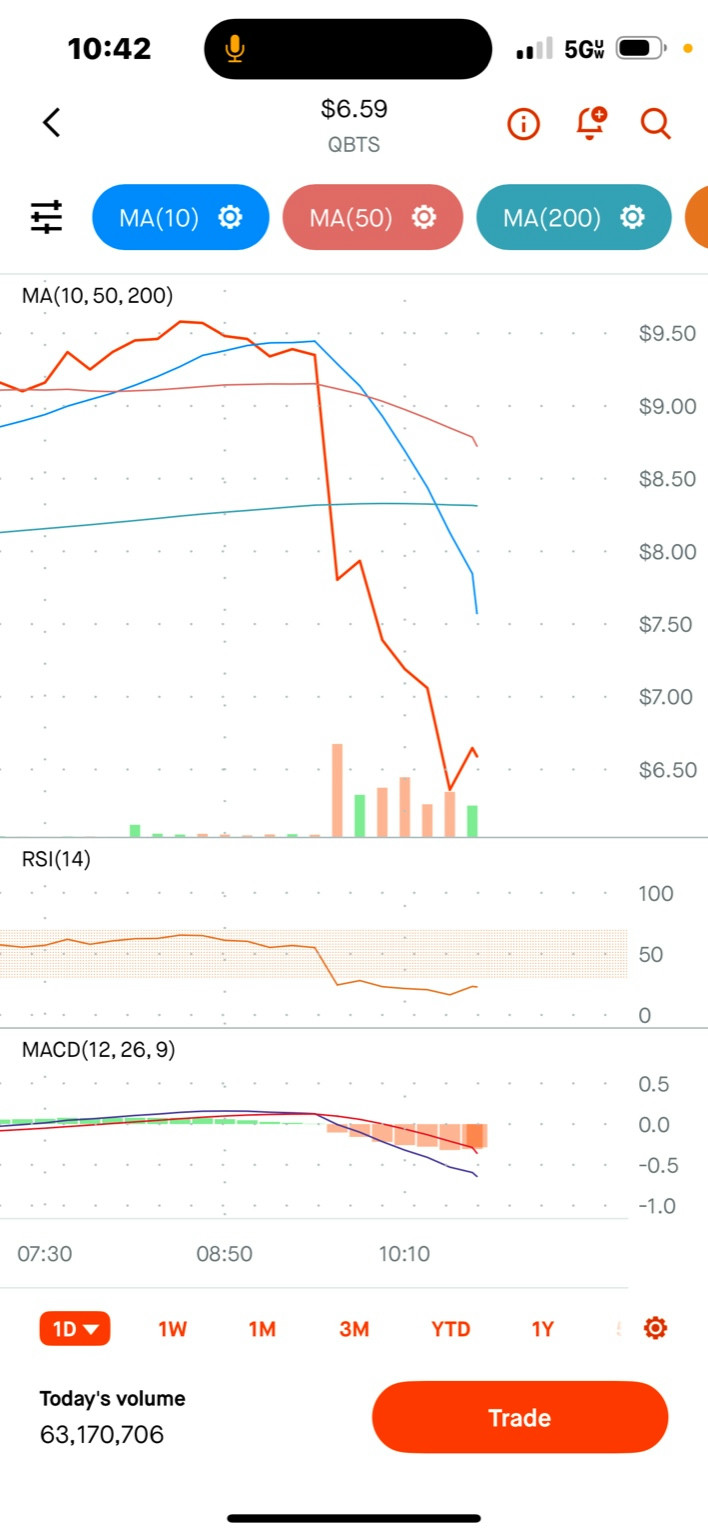 10:42
5GUW
$6.59
QBTS
MA(10)
MA(50)
MA(200)
MA(10,50,200)
$9.50
$9.00
$8.50
$8.00
$7.50
$7.00
$6.50
RSI(14)
100
50
0
MACD(12,26,9)
0.5
0.0
-0.5
-1.0
07:30 08:50 10:10
1D 1W 1M 3M YTD 1Y
Today's volume
63,170,706
Trade